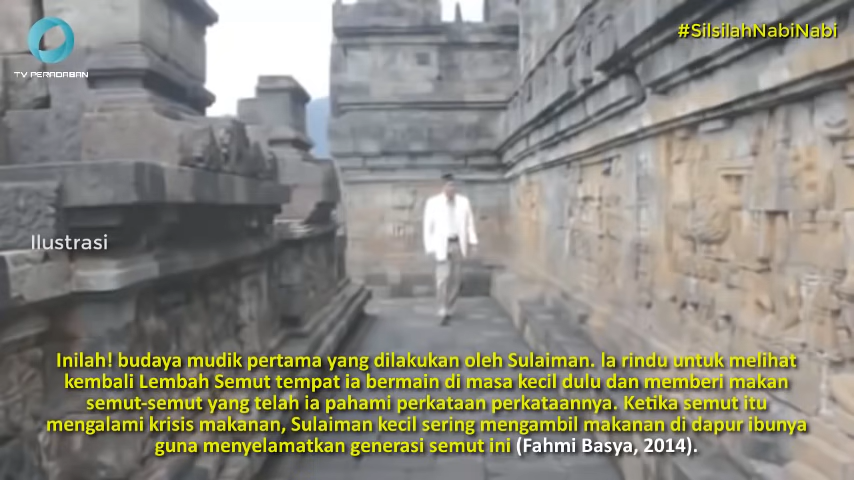 #SilsilahNabiNabi
TV PERADABAN
Ilustrasi
Inilah! budaya mudik pertama yang dilakukan oleh Sulaiman. Ia rindu untuk melihat
kembali Lembah Semut tempat ia bermain di masa kecil dulu dan memberi makan
semut-semut yang telah ia pahami perkataan perkataannya. Ketika semut itu
mengalami krisis makanan, Sulaiman kecil sering mengambil makanan di dapur ibunya
guna menyelamatkan generasi semut ini (Fahmi Basya, 2014).